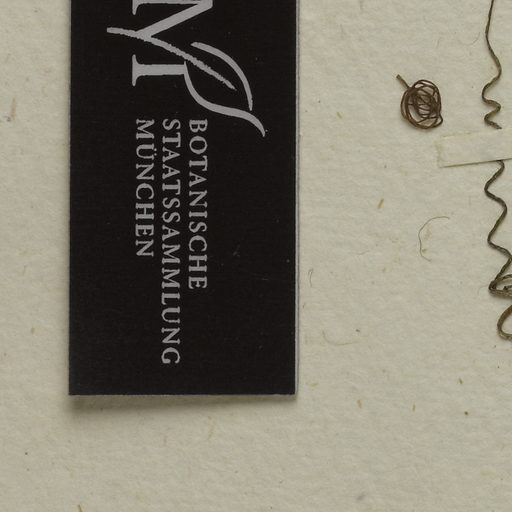 M
BOTANISCHE
STAATSSAMMLUNG
MÜNCHEN